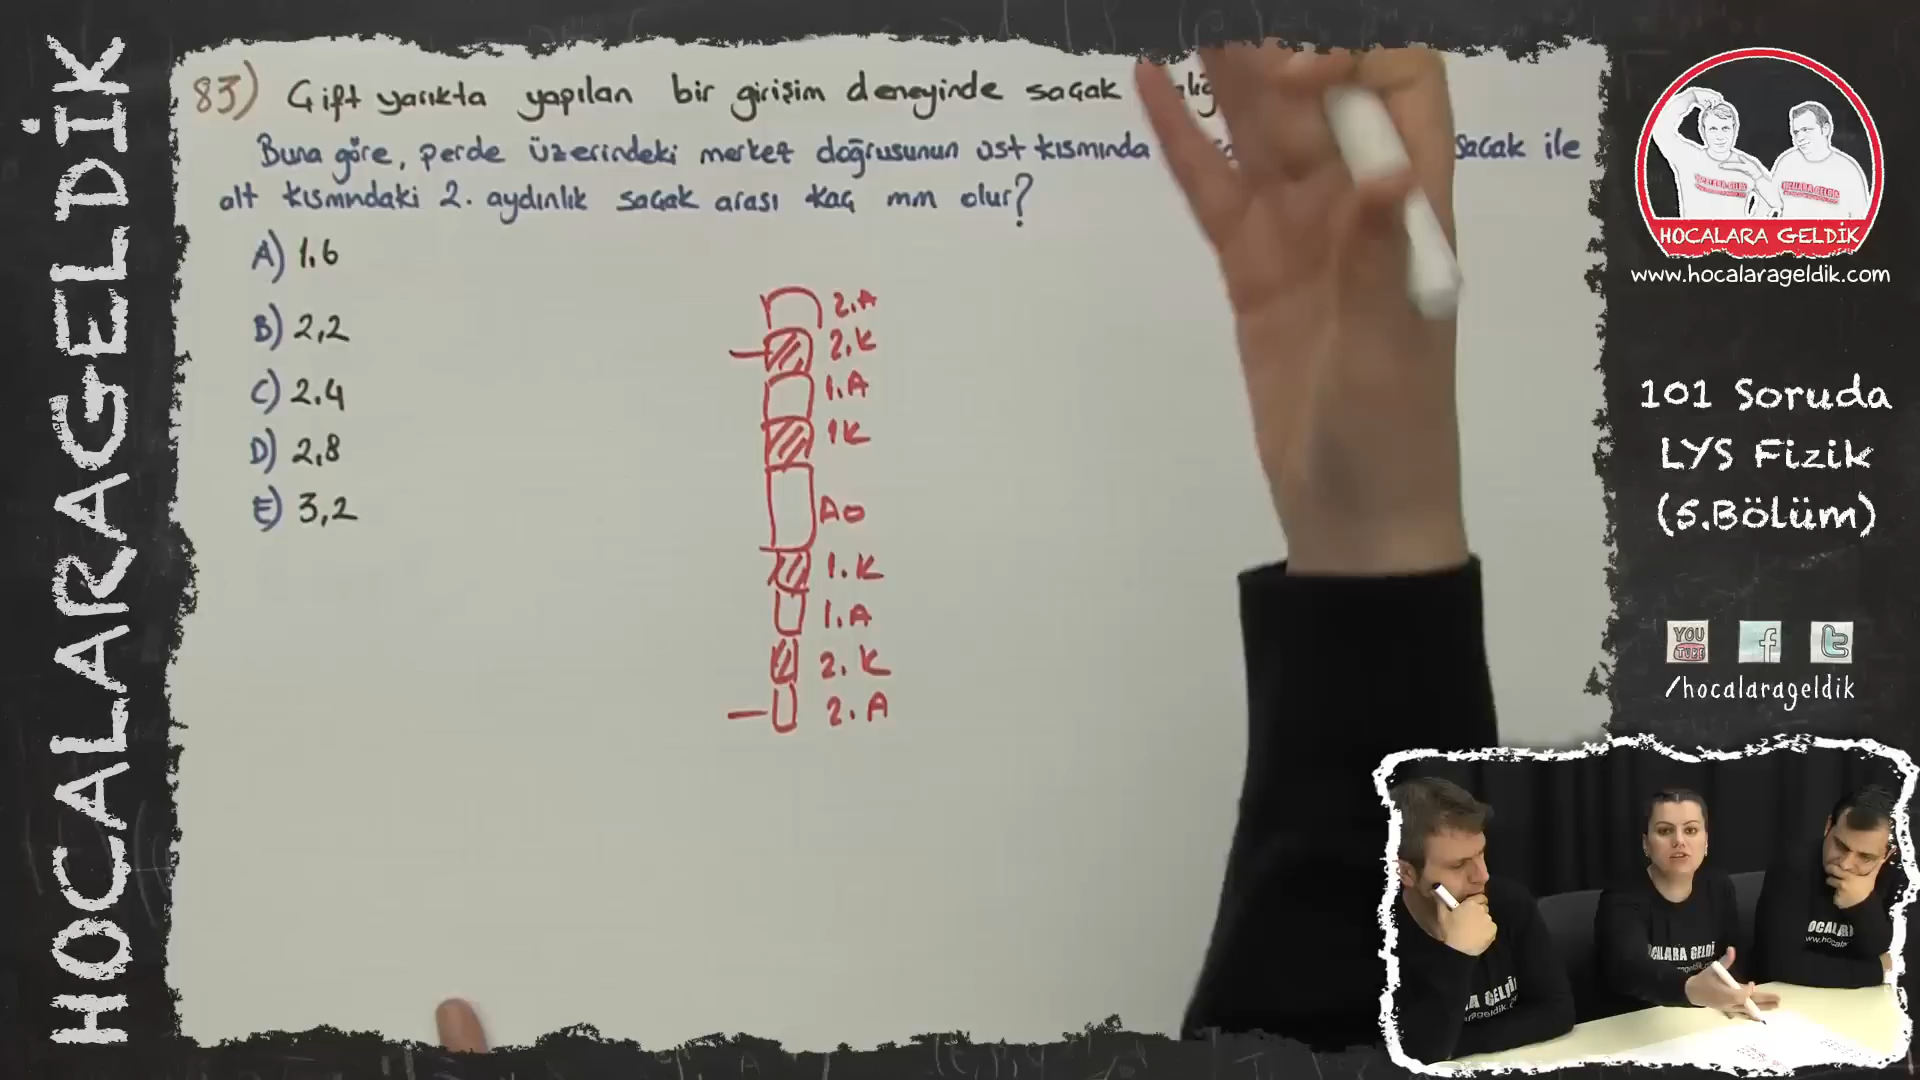 HOCALARAGELDİK
83) Çift yarıkta yapılan bir girişim deneyinde saçak
Buna göre, perde üzerindeki merkez doğrusunun üst kısmında saçak ile
alt kısmındaki 2. aydınlık saçak arası kaç mm olur?
A) 1,6
B) 2,2
C) 2,4
D) 2,8
E) 3,2
2.A
2.K
1.A
1K
A0
1.K
1.A
2.K
2.A
HOCALARA GELDİK
www.hocalarageldik.com
101 Soruda
LYS Fizik
(5.Bölüm)
YOU
TUBE
f
t
/hocalarageldik